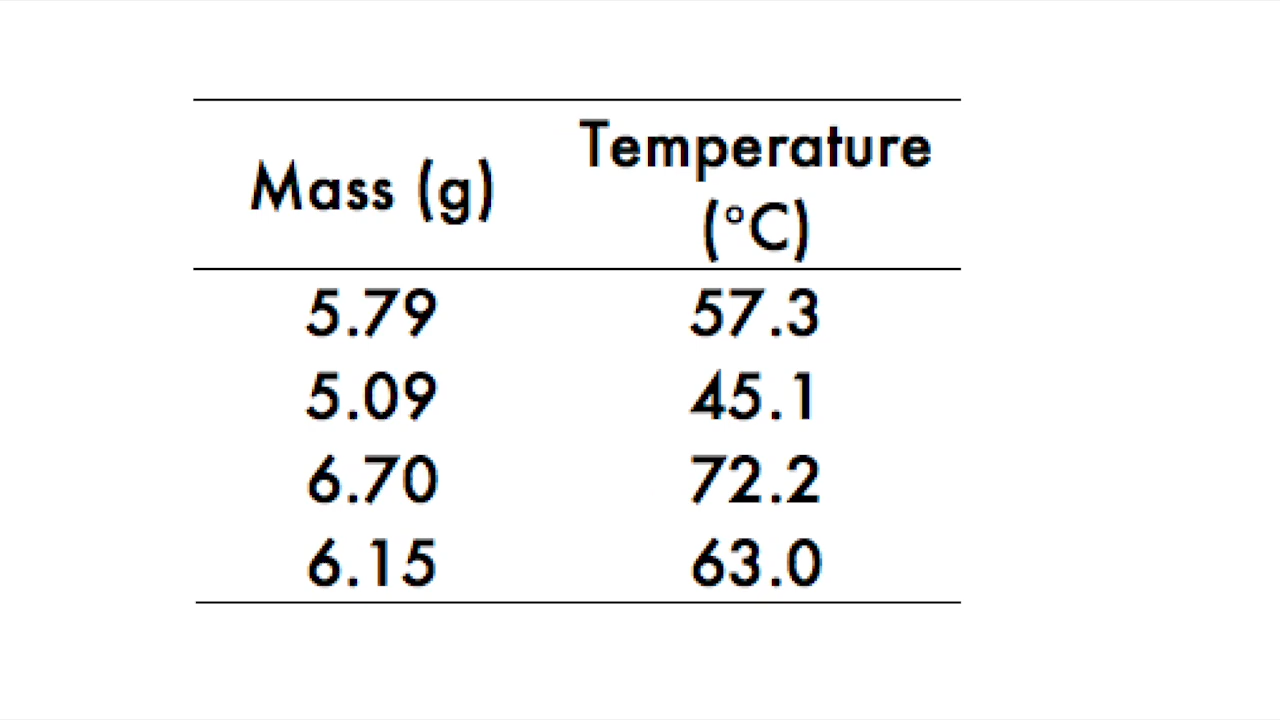 Mass (g) Temperature (°C)
5.79 57.3
5.09 45.1
6.70 72.2
6.15 63.0